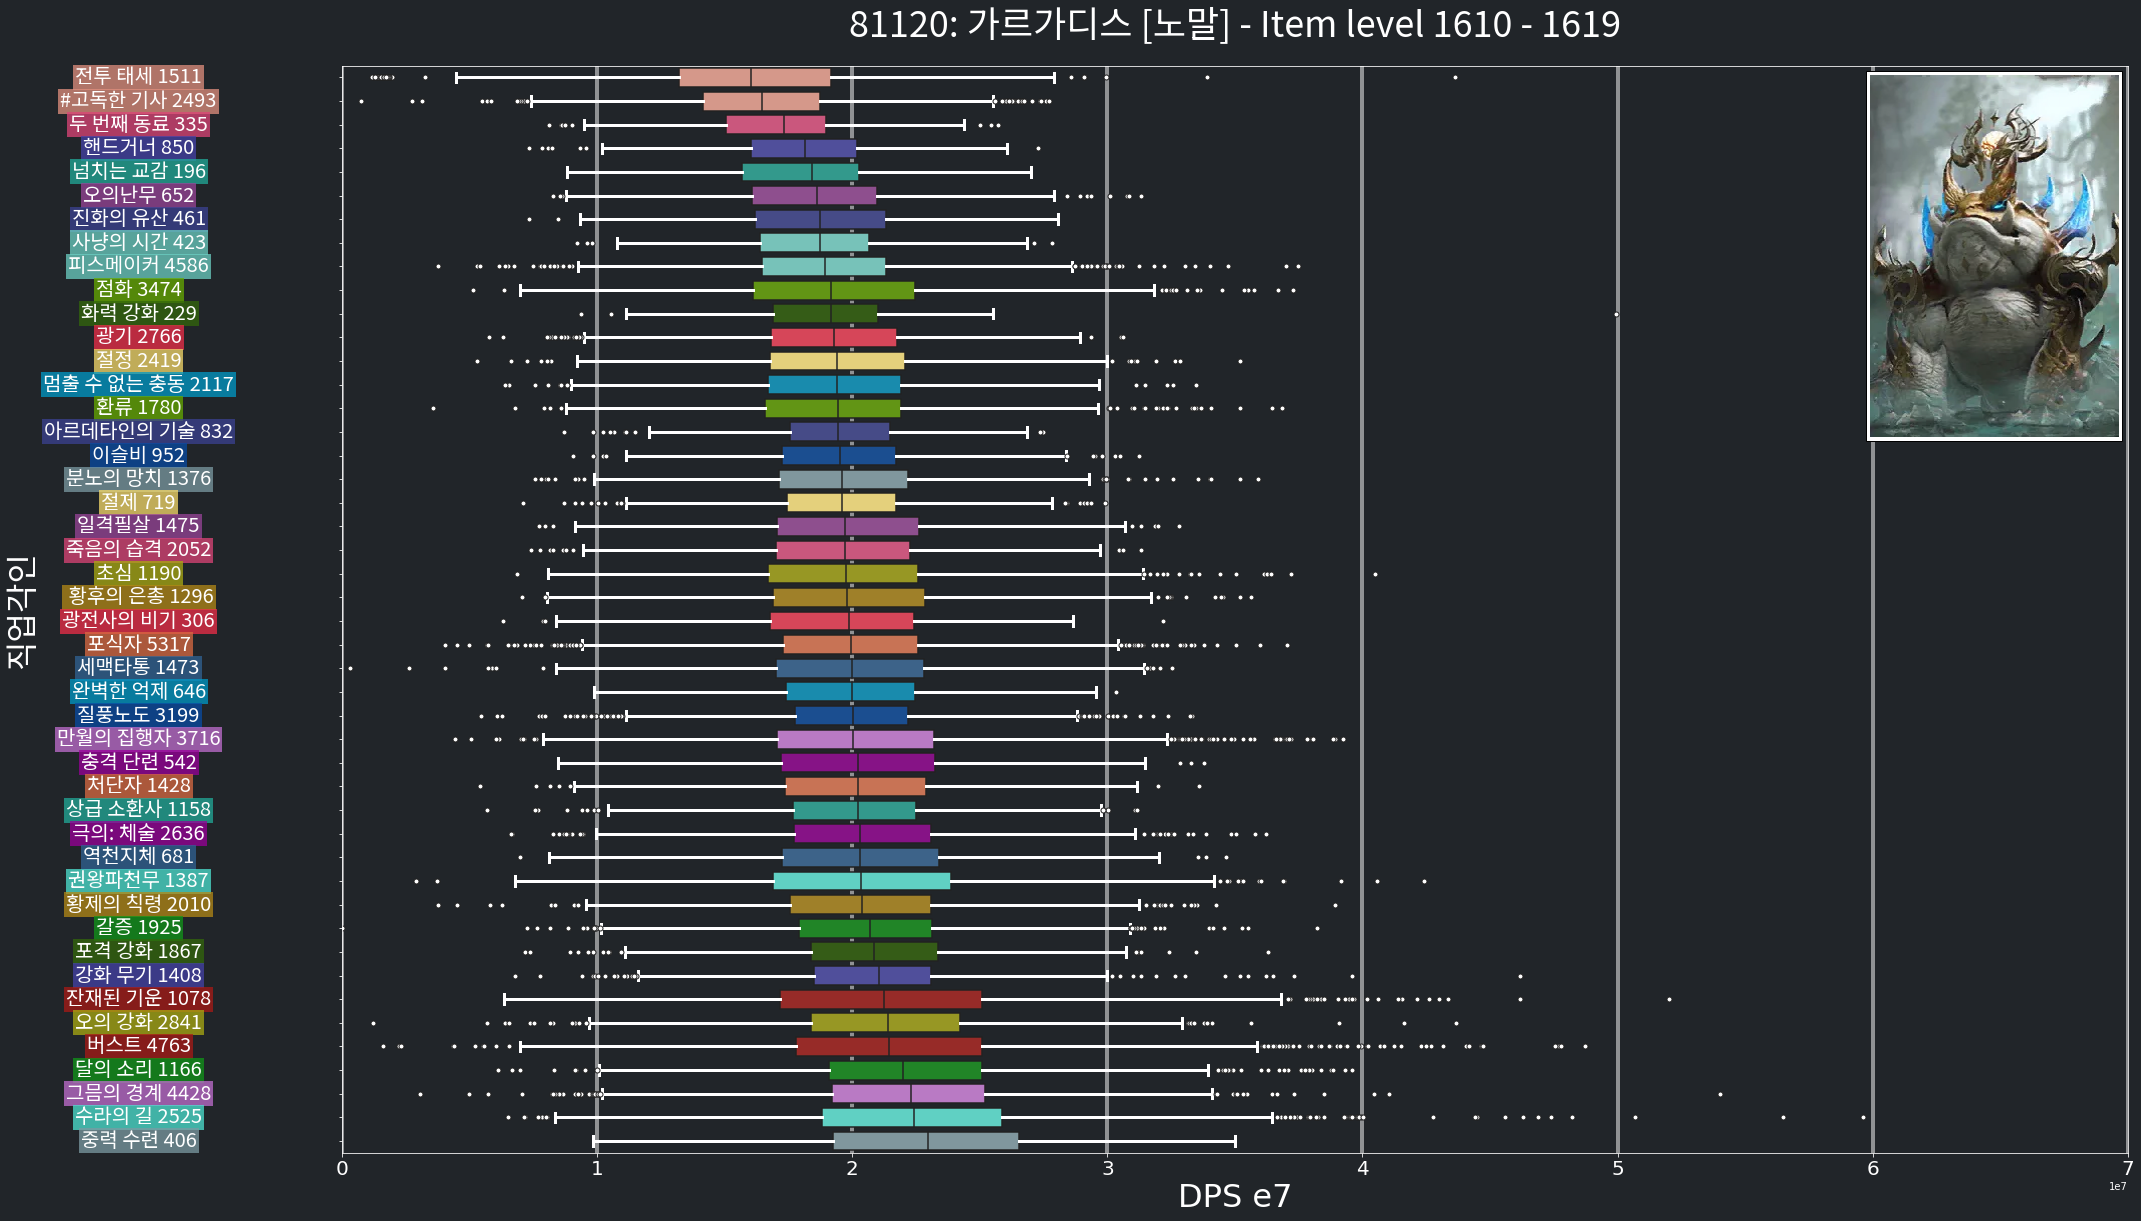 81120: 가르가디스 [노말] - Item level 1610 - 1619
직업각인
전투 태세 1511
#고독한 기사 2493
두 번째 동료 335
핸드거너 850
넘치는 교감 196
오의난무 652
진화의 유산 461
사냥의 시간 423
피스메이커 4586
점화 3474
화력 강화 229
광기 2766
절정 2419
멈출 수 없는 충동 2117
환류 1780
아르데타인의 기술 832
이슬비 952
분노의 망치 1376
절제 719
일격필살 1475
죽음의 습격 2052
초심 1190
황후의 은총 1296
광전사의 비기 306
포식자 5317
세맥타통 1473
완벽한 억제 646
질풍노도 3199
만월의 집행자 3716
충격 단련 542
처단자 1428
상급 소환사 1158
극의: 체술 2636
역천지체 681
권왕파천무 1387
황제의 칙령 2010
갈증 1925
포격 강화 1867
강화 무기 1408
잔재된 기운 1078
오의 강화 2841
버스트 4763
달의 소리 1166
그믐의 경계 4428
수라의 길 2525
중력 수련 406
0 1 2 3 4 5 6 7
1e7
DPS e7